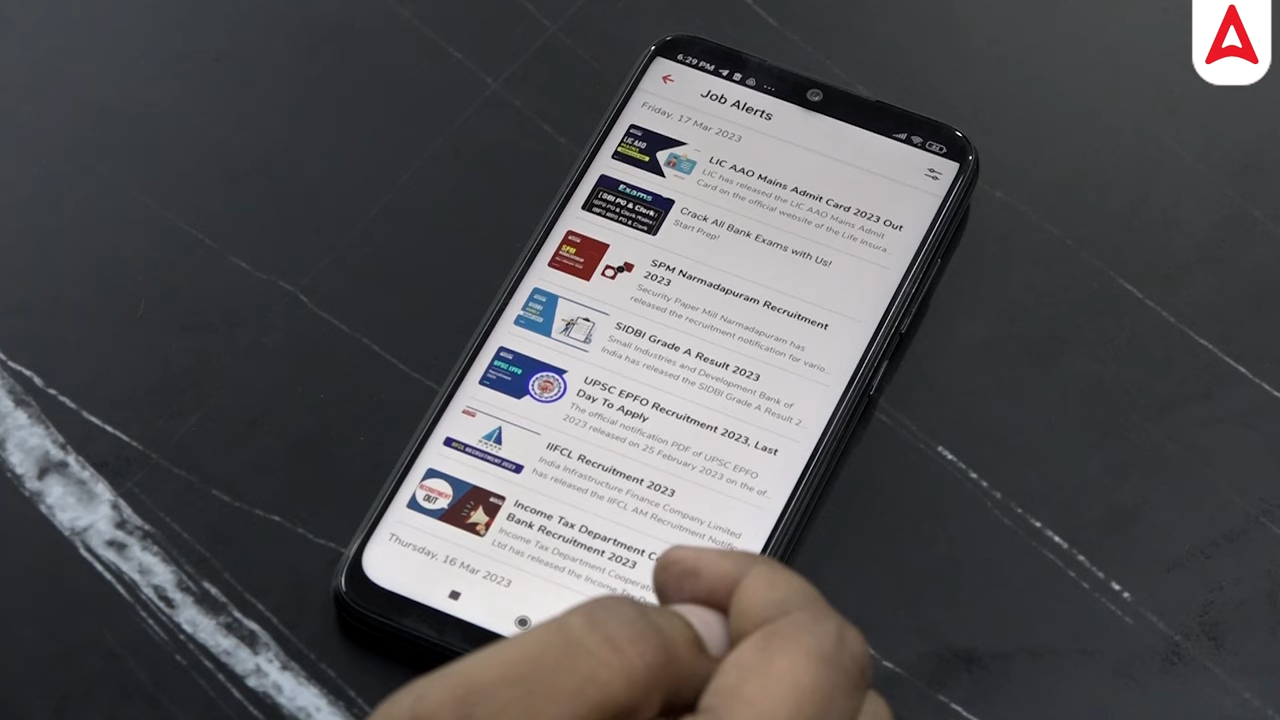 6:29 PM
Job Alerts
Friday, 17 Mar 2023
LIC AAO
LIC AAO Mains Admit Card 2023 Out
LIC has released the LIC AAO Mains Admit
Card on the official website of the Life Insura..
Exams
SBI PO & Clerk
Crack All Bank Exams with Us!
Start Prep!
SPM
SPM Narmadapuram Recruitment
2023
Security Paper Mill Narmadapuram has
released the recruitment notification for vario..
SIDBI
SIDBI Grade A Result 2023
Small Industries and Development Bank of
India has released the SIDBI Grade A Result 2..
UPSC EPFO
UPSC EPFO Recruitment 2023, Last
Day To Apply
The official notification PDF of UPSC EPFO
2023 released on 25 February 2023 on the of..
IIFCL RECRUITMENT 2023
IIFCL Recruitment 2023
India Infrastructure Finance Company Limited
has released the IIFCL AM Recruitment Notific..
RECRUITMENT
OUT
Income Tax Department C
Bank Recruitment 2023
Income Tax Department Cooperati
Ltd has released the Income Tax
Thursday, 16 Mar 2023